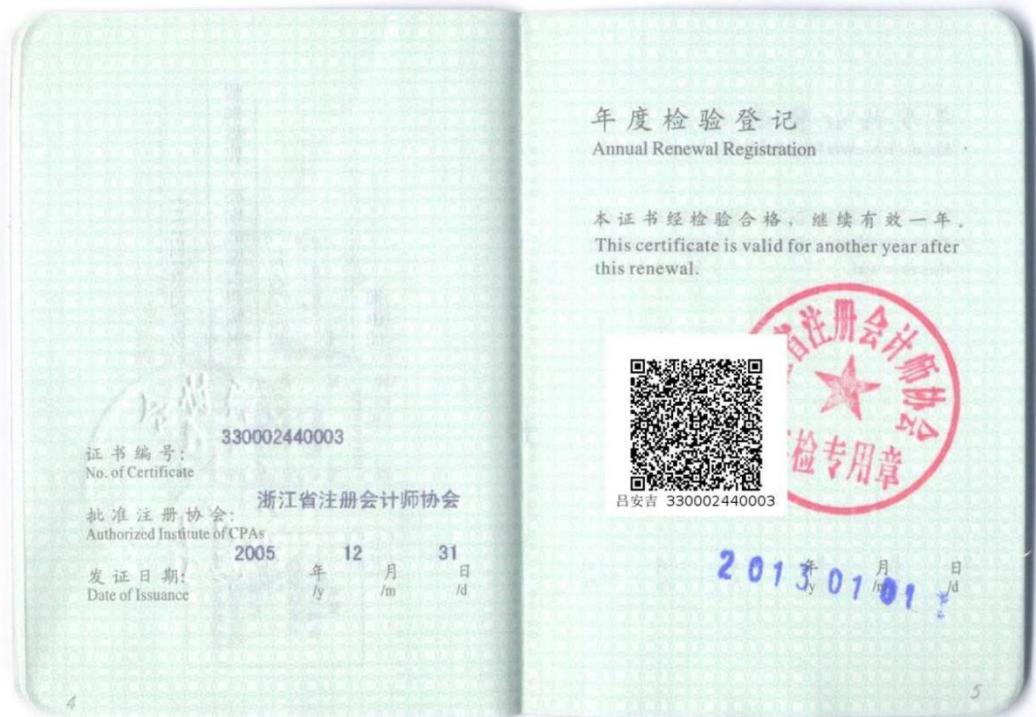 330002440003
证书编号:
No. of Certificate
浙江省注册会计师协会
批准注册协会:
Authorized Institute of CPAs
2005 12 31
发证日期: 年 月 日
Date of Issuance /y /m /d
4
年度检验登记
Annual Renewal Registration
本证书经检验合格，继续有效一年。
This certificate is valid for another year after
this renewal.
省注册会计师协会
检专用章
吕安吉 330002440003
2013 01 01
年 月 日
/y /m /d
5